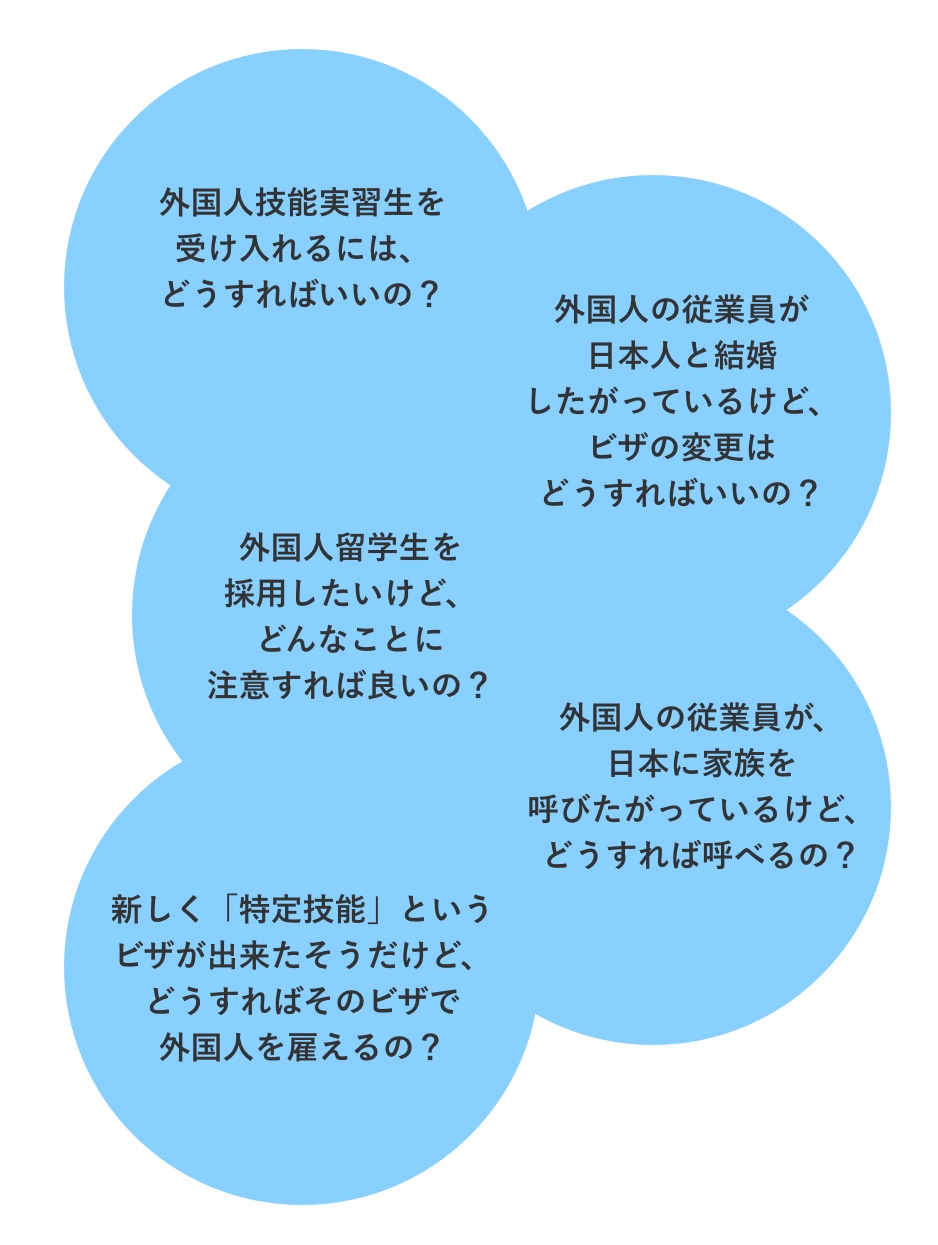 外国人技能実習生を
受け入れるには、
どうすればいいの？
外国人の従業員が
日本人と結婚
したがっているけど、
ビザの変更は
どうすればいいの？
外国人留学生を
採用したいけど、
どんなことに
注意すれば良いの？
外国人の従業員が、
日本に家族を
呼びたがっているけど、
どうすれば呼べるの？
新しく「特定技能」という
ビザが出来たそうだけど、
どうすればそのビザで
外国人を雇えるの？